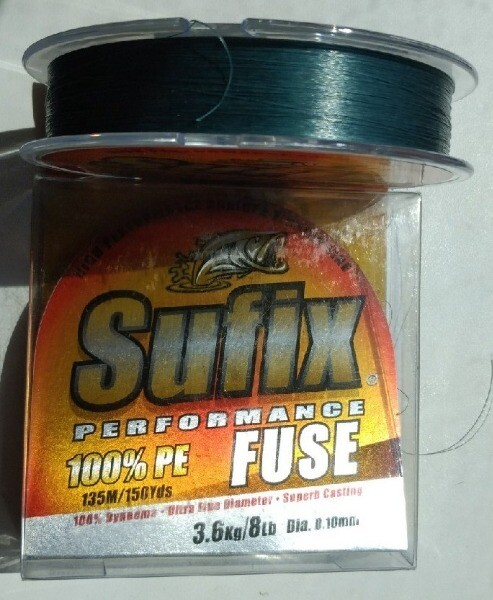 Sufix®
PERFORMANCE
100% PE FUSE
135M/150Yds
100% Dyneema • Ultra Fine Diameter • Superb Casting
3.6kg/8Lb Dia. 0.10mm